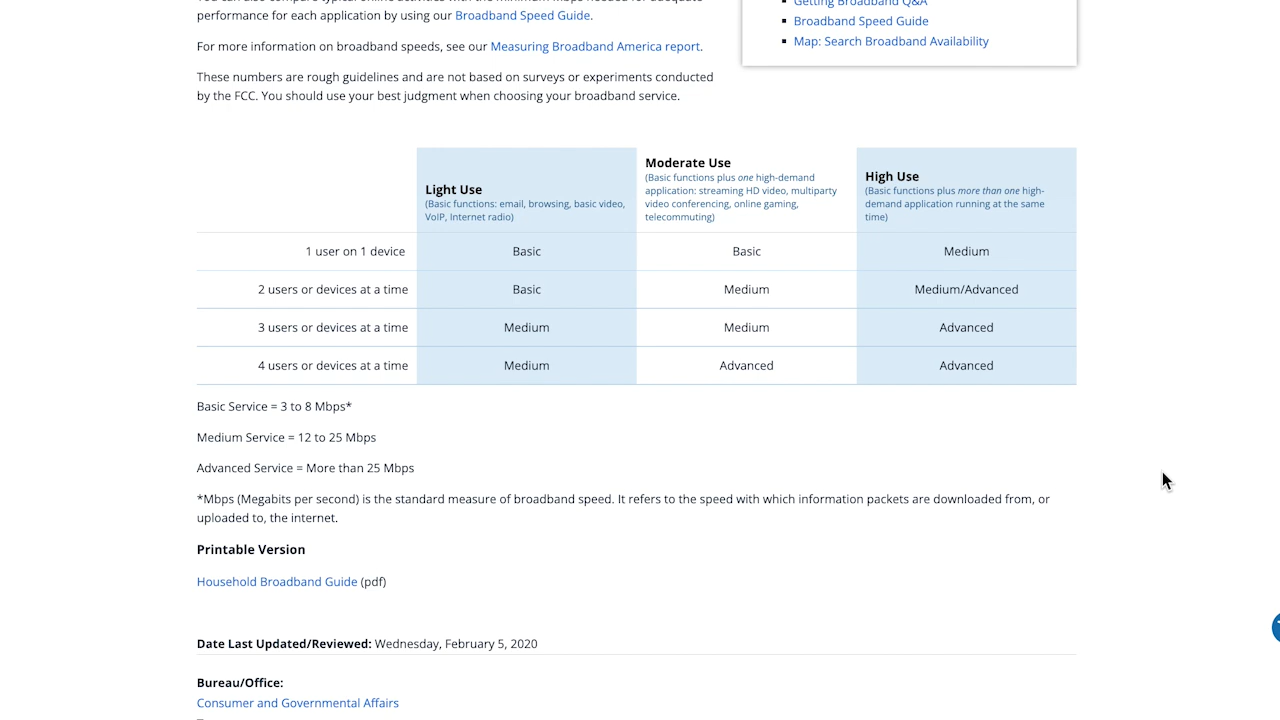 performance for each application by using our Broadband Speed Guide.
For more information on broadband speeds, see our Measuring Broadband America report.
These numbers are rough guidelines and are not based on surveys or experiments conducted
by the FCC. You should use your best judgment when choosing your broadband service.
Getting Broadband Q&A
▪ Broadband Speed Guide
▪ Map: Search Broadband Availability
Light Use
(Basic functions: email, browsing, basic video,
VoIP, Internet radio)
Moderate Use
(Basic functions plus one high-demand
application: streaming HD video, multiparty
video conferencing, online gaming,
telecommuting)
High Use
(Basic functions plus more than one high-
demand application running at the same
time)
1 user on 1 device Basic Basic Medium
2 users or devices at a time Basic Medium Medium/Advanced
3 users or devices at a time Medium Medium Advanced
4 users or devices at a time Medium Advanced Advanced
Basic Service = 3 to 8 Mbps*
Medium Service = 12 to 25 Mbps
Advanced Service = More than 25 Mbps
*Mbps (Megabits per second) is the standard measure of broadband speed. It refers to the speed with which information packets are downloaded from, or
uploaded to, the internet.
Printable Version
Household Broadband Guide (pdf)
Date Last Updated/Reviewed: Wednesday, February 5, 2020
Bureau/Office:
Consumer and Governmental Affairs